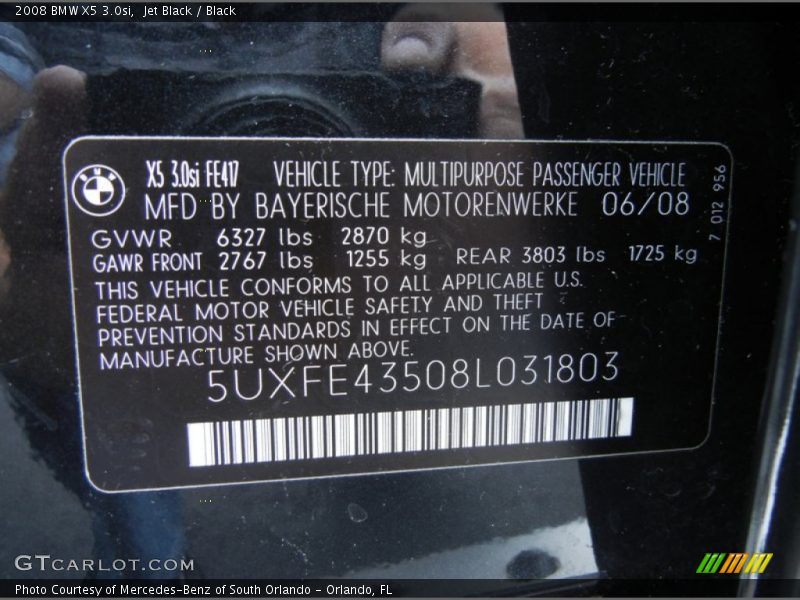 2008 BMW X5 3.0si, Jet Black / Black
BMW
X5 3.0si FE417 VEHICLE TYPE: MULTIPURPOSE PASSENGER VEHICLE
MFD BY BAYERISCHE MOTORENWERKE 06/08
7 012 956
GVWR 6327 lbs 2870 kg
GAWR FRONT 2767 lbs 1255 kg REAR 3803 lbs 1725 kg
THIS VEHICLE CONFORMS TO ALL APPLICABLE U.S.
FEDERAL MOTOR VEHICLE SAFETY AND THEFT
PREVENTION STANDARDS IN EFFECT ON THE DATE OF
MANUFACTURE SHOWN ABOVE.
5UXFE43508L031803
GTCARLOT.COM
Photo Courtesy of Mercedes-Benz of South Orlando - Orlando, FL